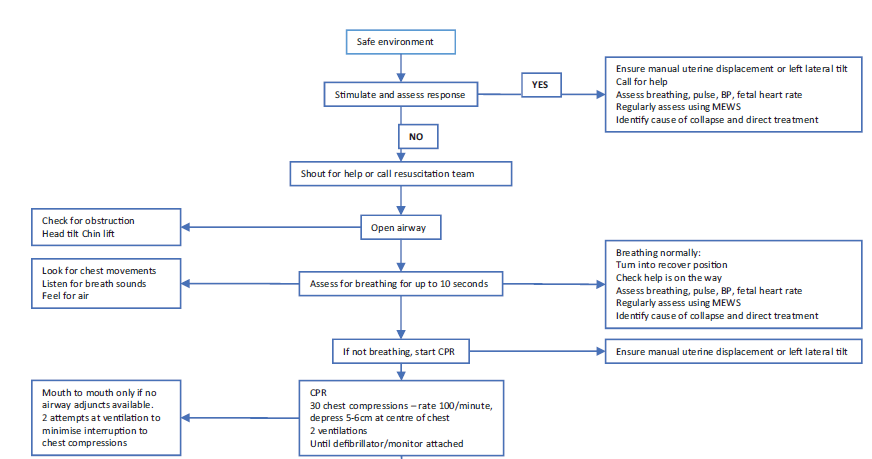 Safe environment
Stimulate and assess response
YES
Ensure manual uterine displacement or left lateral tilt
Call for help
Assess breathing, pulse, BP, fetal heart rate
Regularly assess using MEWS
Identify cause of collapse and direct treatment
NO
Shout for help or call resuscitation team
Open airway
Check for obstruction
Head tilt Chin lift
Assess for breathing for up to 10 seconds
Look for chest movements
Listen for breath sounds
Feel for air
Breathing normally:
Turn into recover position
Check help is on the way
Assess breathing, pulse, BP, fetal heart rate
Regularly assess using MEWS
Identify cause of collapse and direct treatment
If not breathing, start CPR
Ensure manual uterine displacement or left lateral tilt
CPR
30 chest compressions – rate 100/minute,
depress 5-6cm at centre of chest
2 ventilations
Until defibrillator/monitor attached
Mouth to mouth only if no
airway adjuncts available.
2 attempts at ventilation to
minimise interruption to
chest compressions